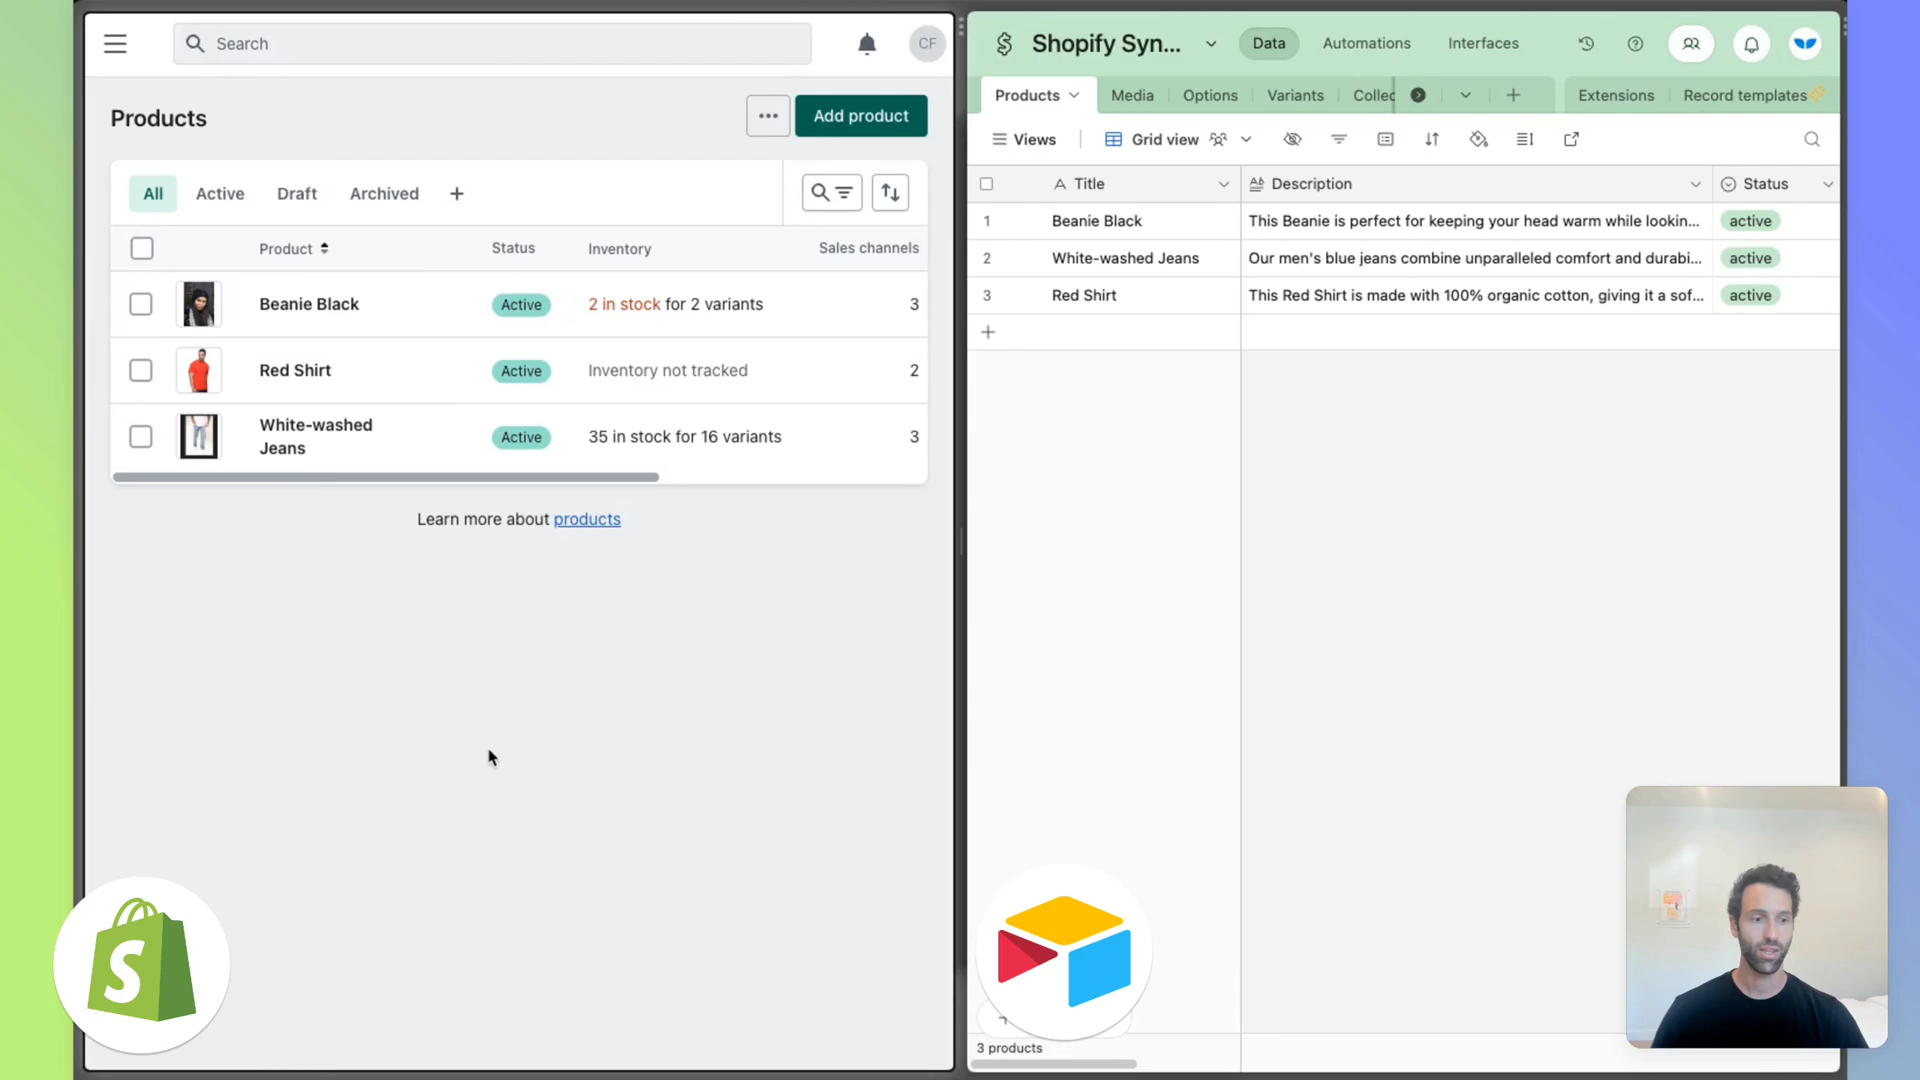 Search
CF
Products
Add product
All
Active
Draft
Archived
Product
Status
Inventory
Sales channels
Beanie Black
Active
2 in stock for 2 variants
3
Red Shirt
Active
Inventory not tracked
2
White-washed
Jeans
Active
35 in stock for 16 variants
3
Learn more about products
S
Shopify Syn...
Data
Automations
Interfaces
Products
Media
Options
Variants
Collec
Extensions
Record templates
Views
Grid view
Title
Description
Status
1
Beanie Black
This Beanie is perfect for keeping your head warm while lookin...
active
2
White-washed Jeans
Our men's blue jeans combine unparalleled comfort and durabi...
active
3
Red Shirt
This Red Shirt is made with 100% organic cotton, giving it a sof...
active
3 products